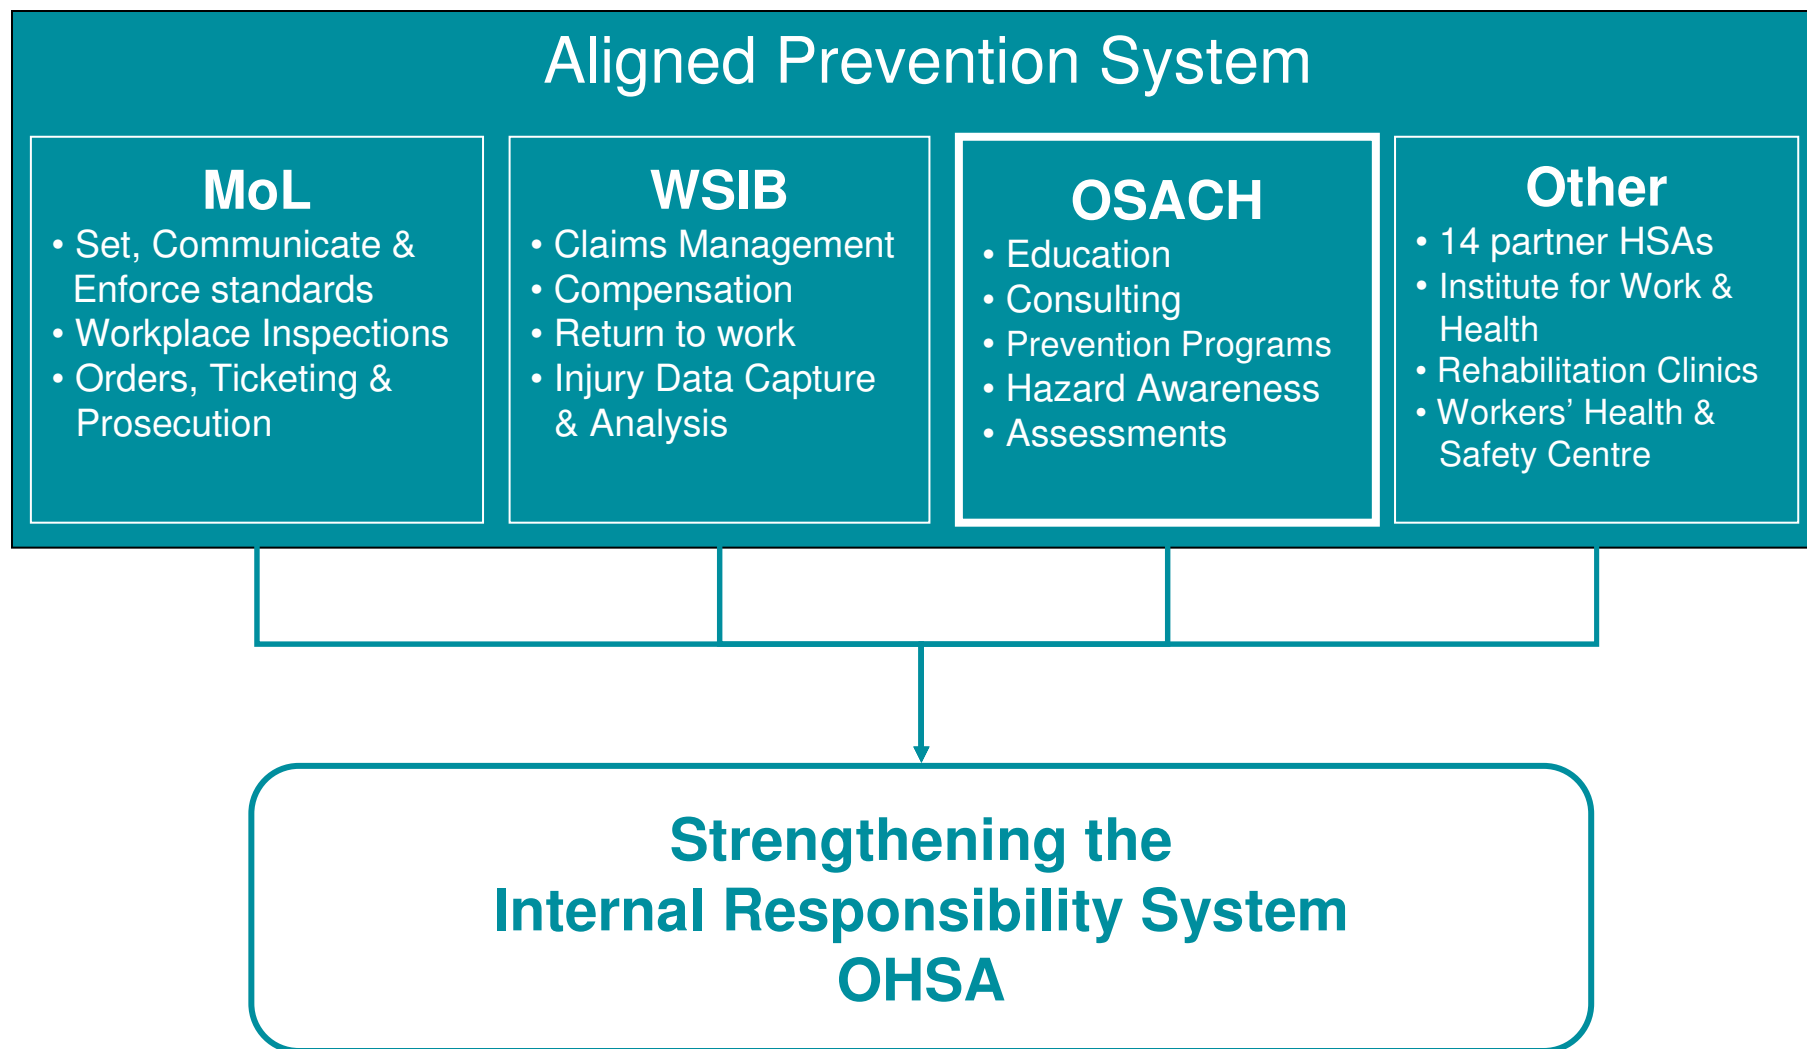 Aligned Prevention System
MoL
• Set, Communicate &
Enforce standards
• Workplace Inspections
• Orders, Ticketing &
Prosecution
WSIB
• Claims Management
• Compensation
• Return to work
• Injury Data Capture
& Analysis
OSACH
• Education
• Consulting
• Prevention Programs
• Hazard Awareness
• Assessments
Other
• 14 partner HSAs
• Institute for Work &
Health
• Rehabilitation Clinics
• Workers’ Health &
Safety Centre
Strengthening the
Internal Responsibility System
OHSA